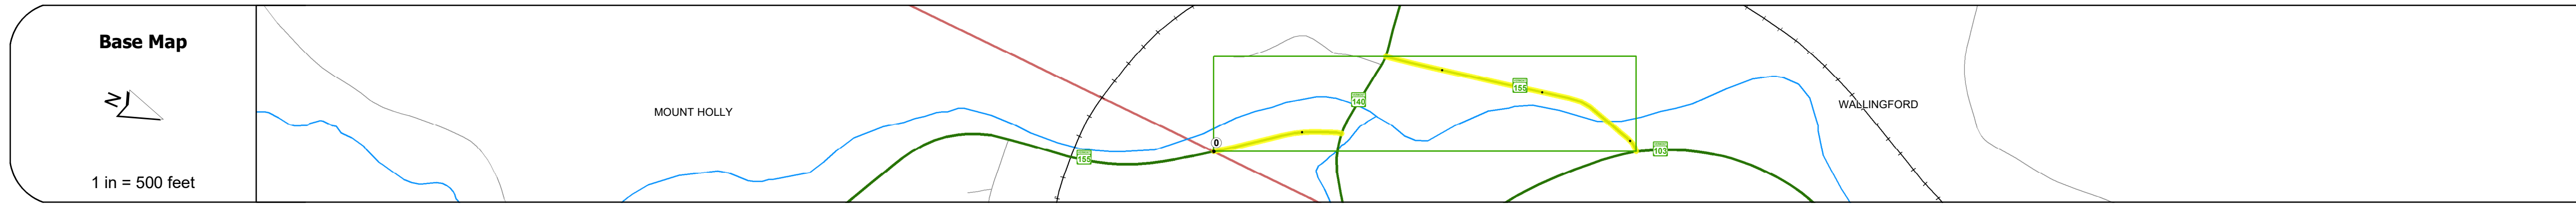 Base Map
N
1 in = 500 feet
MOUNT HOLLY
155
0
140
155
103
WALLINGFORD